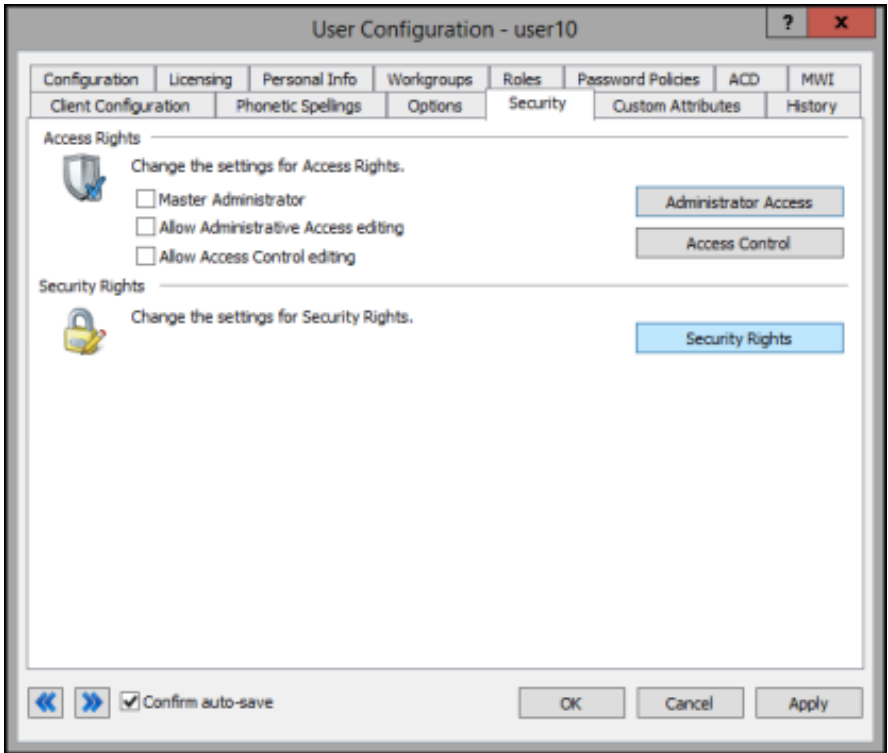 User Configuration - user10
? x
Configuration Licensing Personal Info Workgroups Roles Password Policies ACD MWI
Client Configuration Phonetic Spellings Options Security Custom Attributes History
Access Rights
Change the settings for Access Rights.
Master Administrator
Administrator Access
Allow Administrative Access editing
Access Control
Allow Access Control editing
Security Rights
Change the settings for Security Rights.
Security Rights
Confirm auto-save OK Cancel Apply